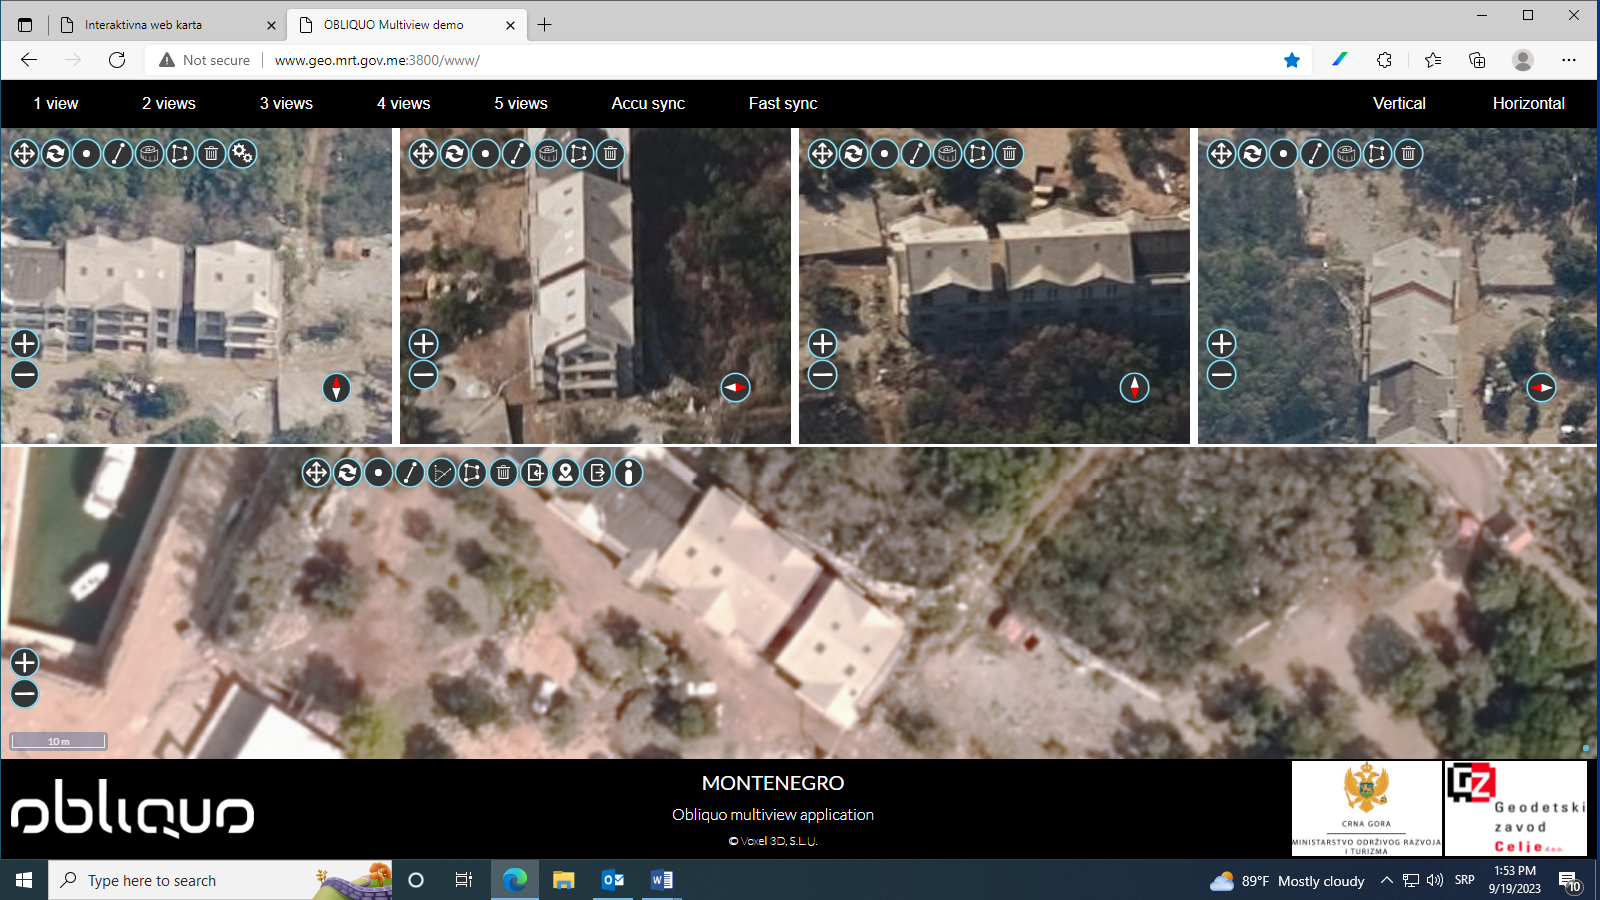 Interaktivna web karta
OBLIQUO Multiview demo
Not secure
www.geo.mrt.gov.me:3800/www/
1 view
2 views
3 views
4 views
5 views
Accu sync
Fast sync
Vertical
Horizontal
10 m
obliquo
MONTENEGRO
Obliquo multiview application
© Voxel 3D, S.L.U.
CRNA GORA
MINISTARSTVO ODRŽIVOG RAZVOJA
I TURIZMA
GZ
Geodetski
zavod
Celje d.o.o.
Type here to search
89°F Mostly cloudy
SRP
1:53 PM
9/19/2023
10